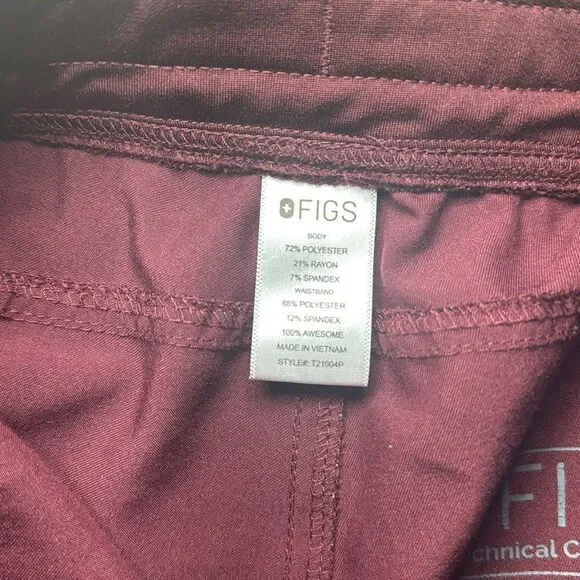 FIGS
BODY
72% POLYESTER
21% RAYON
7% SPANDEX
WAISTBAND
88% POLYESTER
12% SPANDEX
100% AWESOME
MADE IN VIETNAM
STYLE#: T21004P
FI
chnical C